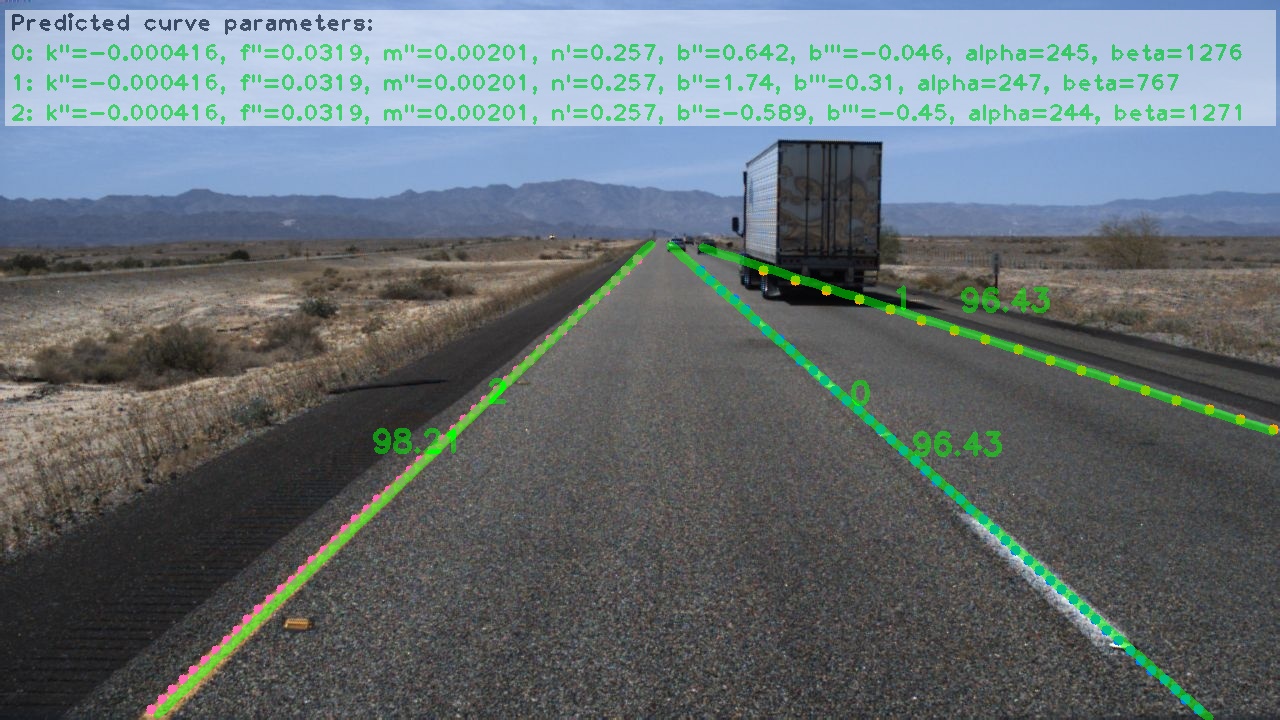 Predicted curve parameters:
0: k''=-0.000416, f''=0.0319, m''=0.00201, n'=0.257, b''=0.642, b'''=-0.046, alpha=245, beta=1276
1: k''=-0.000416, f''=0.0319, m''=0.00201, n'=0.257, b''=1.74, b'''=0.31, alpha=247, beta=767
2: k''=-0.000416, f''=0.0319, m''=0.00201, n'=0.257, b''=-0.589, b'''=-0.45, alpha=244, beta=1271
1 96.43
2
0
98.21
96.43